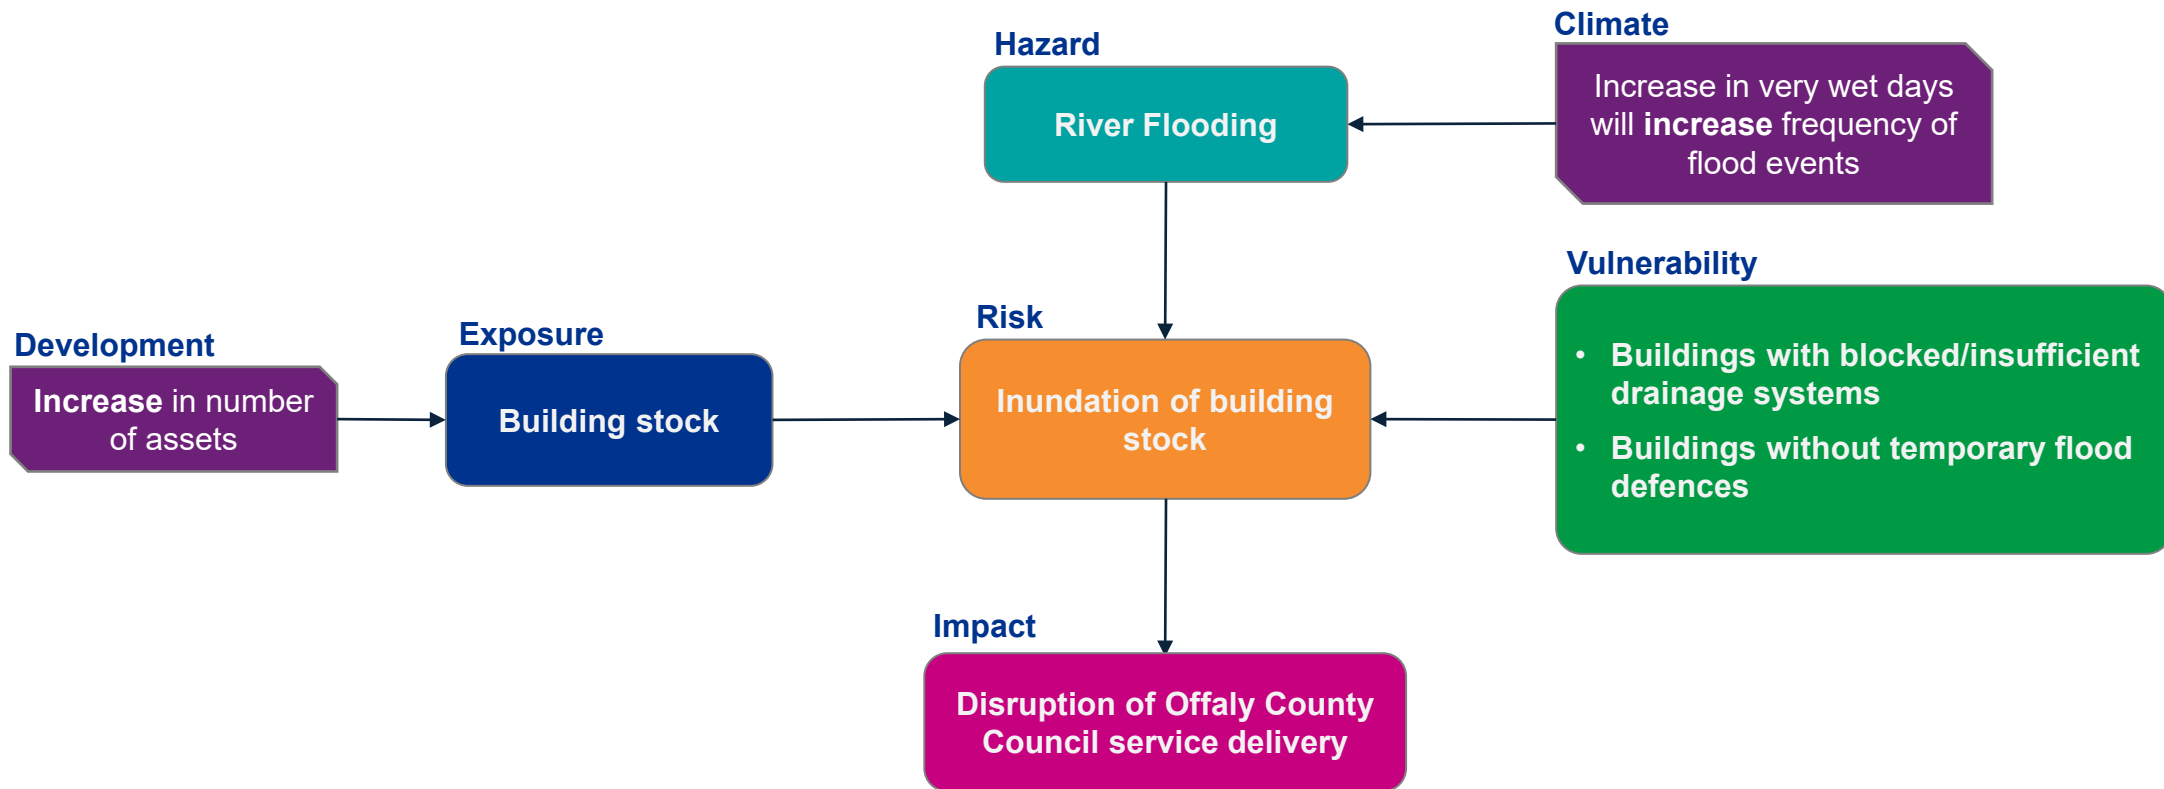 Climate
Hazard
Increase in very wet days
will increase frequency of
flood events
River Flooding
Vulnerability
• Buildings with blocked/insufficient
drainage systems
• Buildings without temporary flood
defences
Development
Increase in number
of assets
Exposure
Building stock
Risk
Inundation of building
stock
Impact
Disruption of Offaly County
Council service delivery